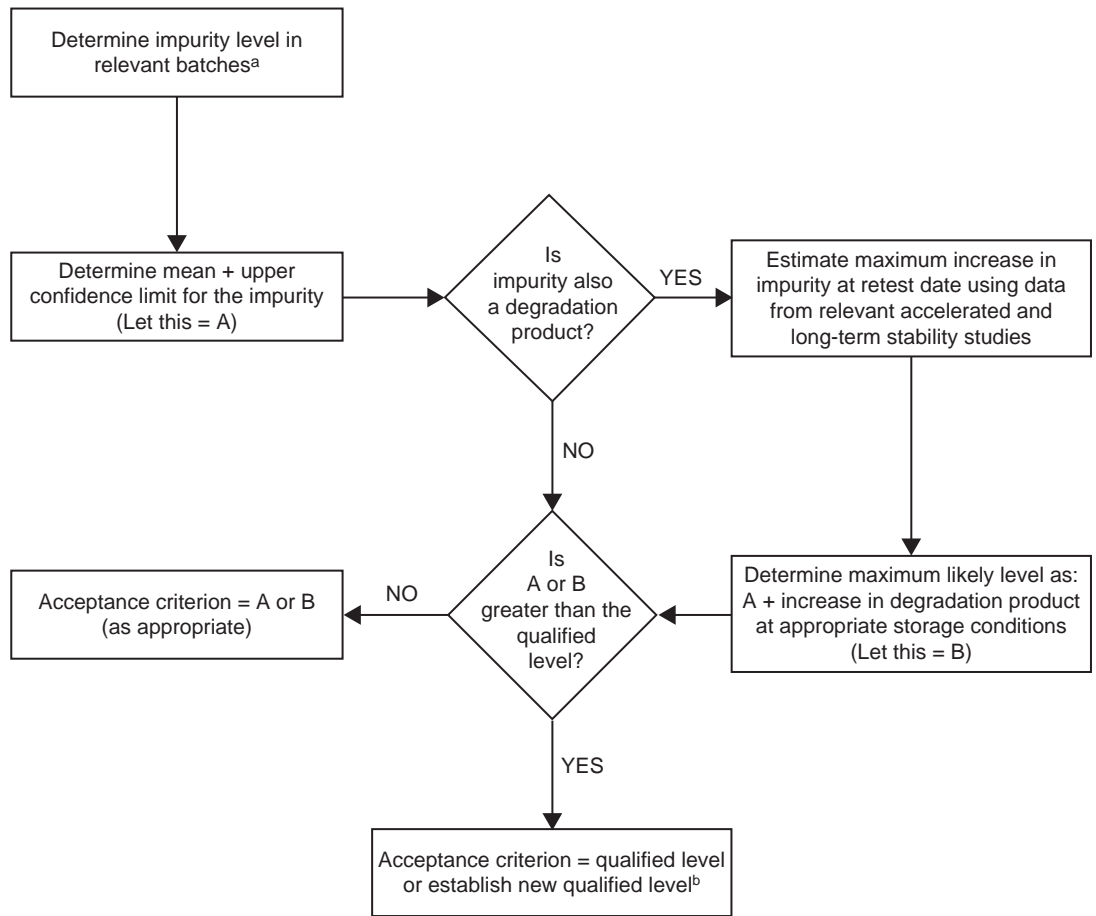 Determine impurity level in
relevant batchesᵃ
Determine mean + upper
confidence limit for the impurity
(Let this = A)
Is
impurity also
a degradation
product?
YES
Estimate maximum increase in
impurity at retest date using data
from relevant accelerated and
long-term stability studies
NO
Determine maximum likely level as:
A + increase in degradation product
at appropriate storage conditions
(Let this = B)
Is
A or B
greater than the
qualified
level?
NO
Acceptance criterion = A or B
(as appropriate)
YES
Acceptance criterion = qualified level
or establish new qualified levelᵇ